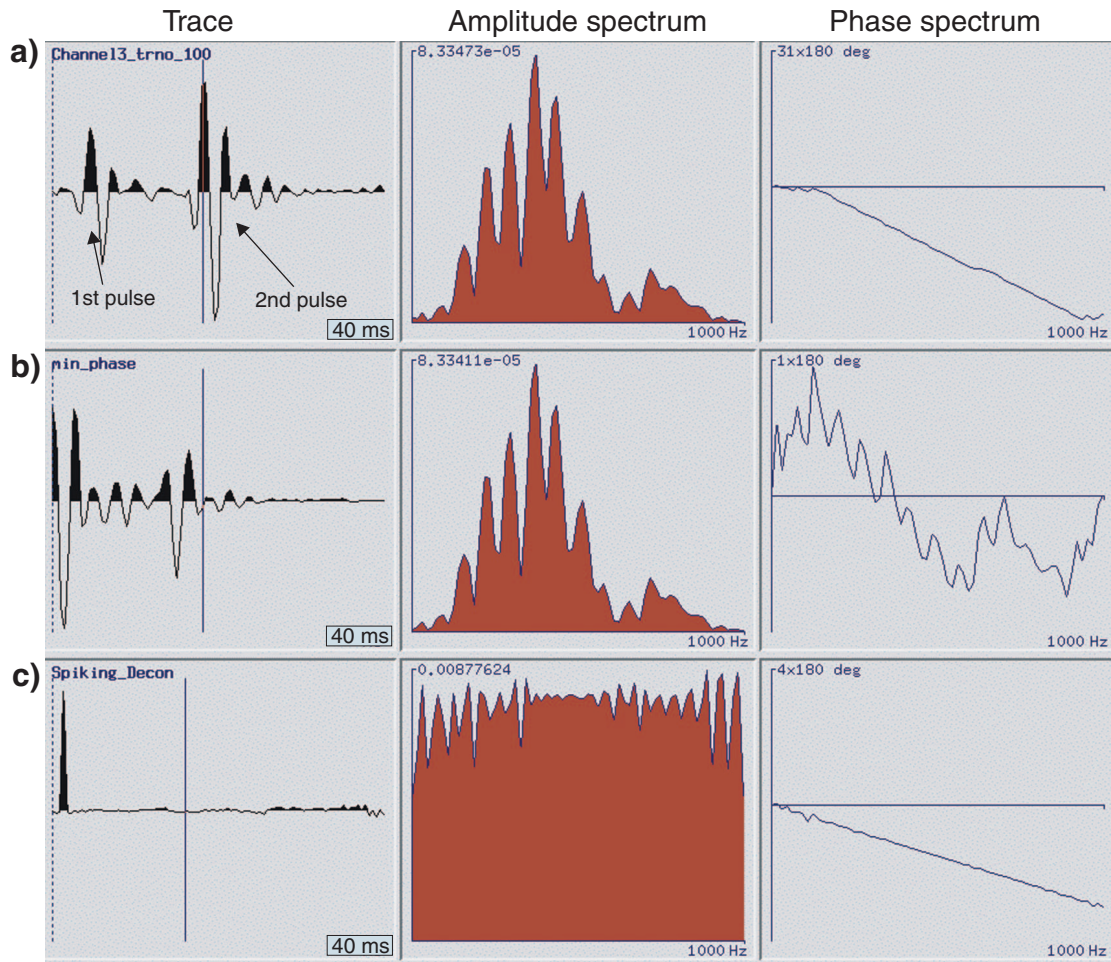 Trace Amplitude spectrum Phase spectrum
a) Channel3_trno_100 8.33473e-05 31x180 deg
1st pulse 2nd pulse
40 ms 1000 Hz 1000 Hz
b) min_phase 8.33411e-05 1x180 deg
40 ms 1000 Hz 1000 Hz
c) Spiking_Decon 0.00877624 4x180 deg
40 ms 1000 Hz 1000 Hz